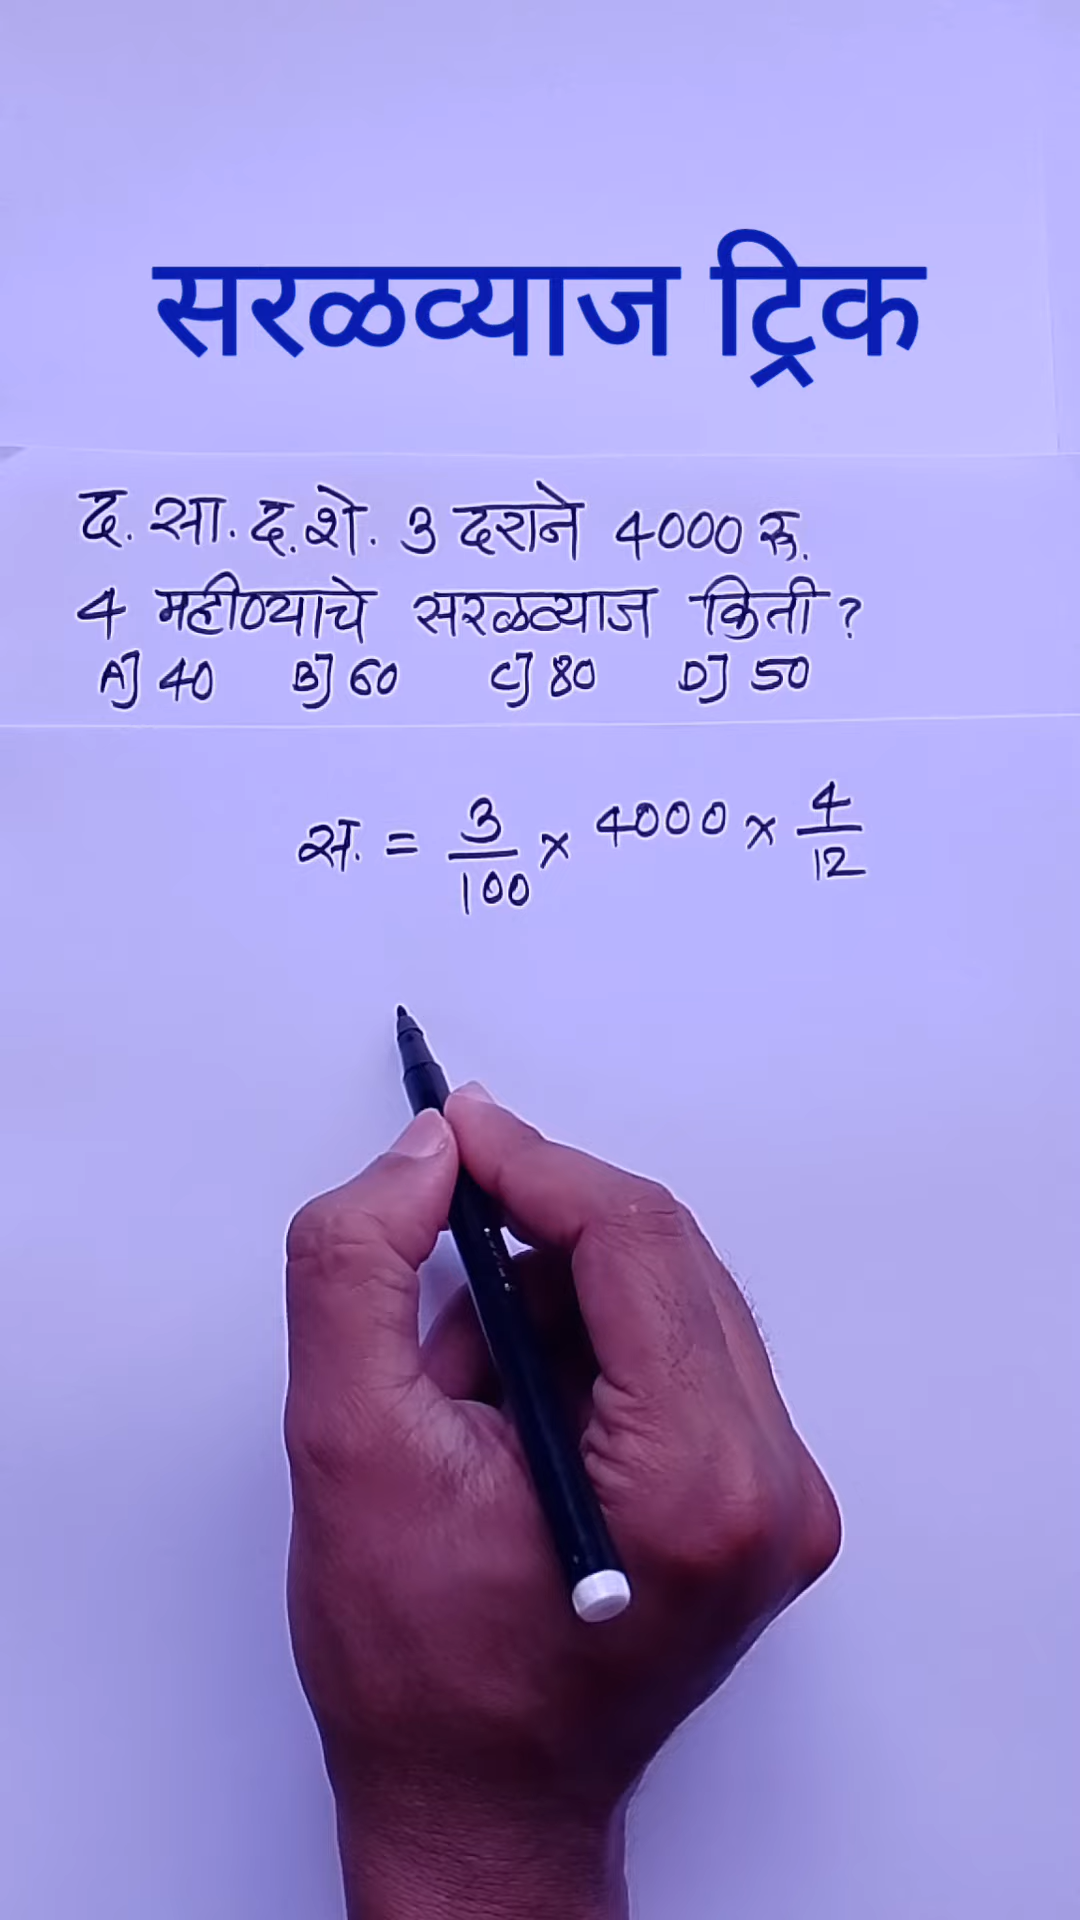 सरळव्याज ट्रिक
द. सा. द. शे. 3 दराने 4000 रु.
4 महीण्याचे सरळव्याज किती ?
A] 40 B] 60 C] 80 D] 50
स. = 3/100 × 4000 × 4/12